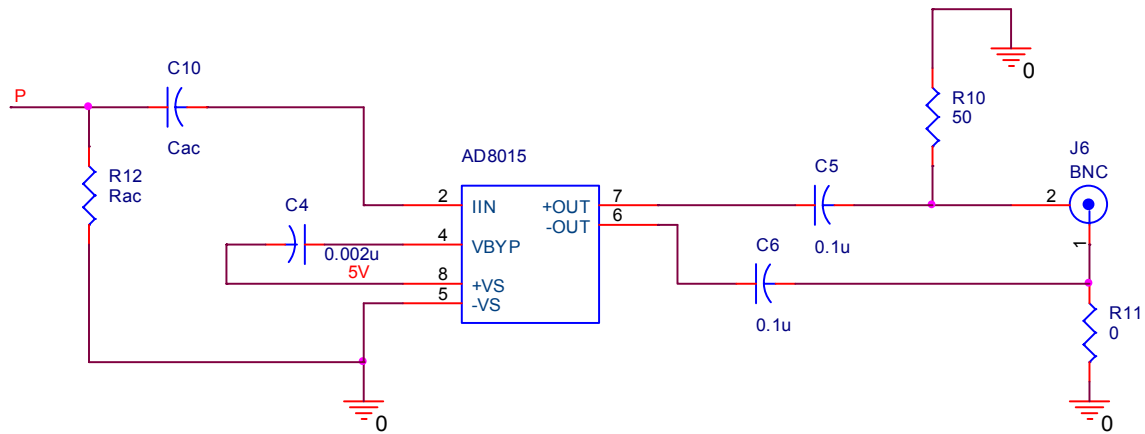 P
C10
Cac
R12
Rac
C4
0.002u
5V
AD8015
2
IIN
4
VBYP
8
+VS
5
-VS
7
+OUT
6
-OUT
0
C5
0.1u
C6
0.1u
R10
50
0
J6
BNC
2
1
R11
0
0